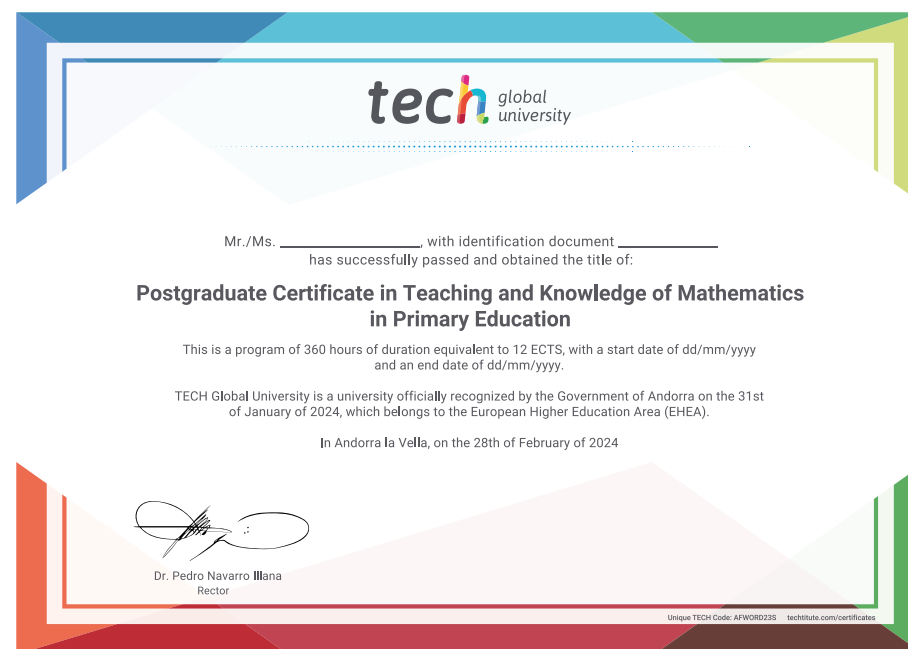 tech global university
Mr./Ms. ____________________, with identification document ______________
has successfully passed and obtained the title of:
Postgraduate Certificate in Teaching and Knowledge of Mathematics
in Primary Education
This is a program of 360 hours of duration equivalent to 12 ECTS, with a start date of dd/mm/yyyy
and an end date of dd/mm/yyyy.
TECH Global University is a university officially recognized by the Government of Andorra on the 31st
of January of 2024, which belongs to the European Higher Education Area (EHEA).
In Andorra la Vella, on the 28th of February of 2024
Dr. Pedro Navarro Illana
Rector
Unique TECH Code: AFWORD23S techtitute.com/certificates